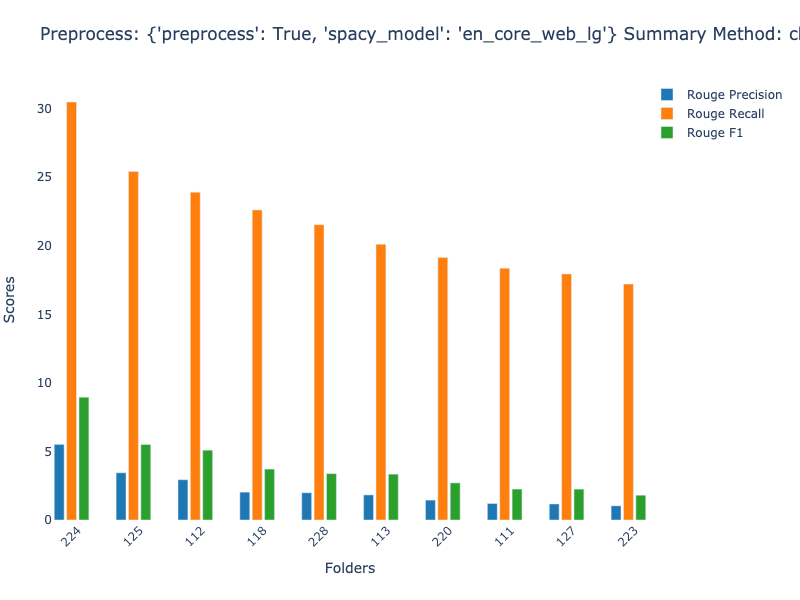 Preprocess: {'preprocess': True, 'spacy_model': 'en_core_web_lg'} Summary Method:
Rouge Precision
Rouge Recall
Rouge F1
Scores
30
25
20
15
10
5
0
224
125
112
118
228
113
220
111
127
223
Folders